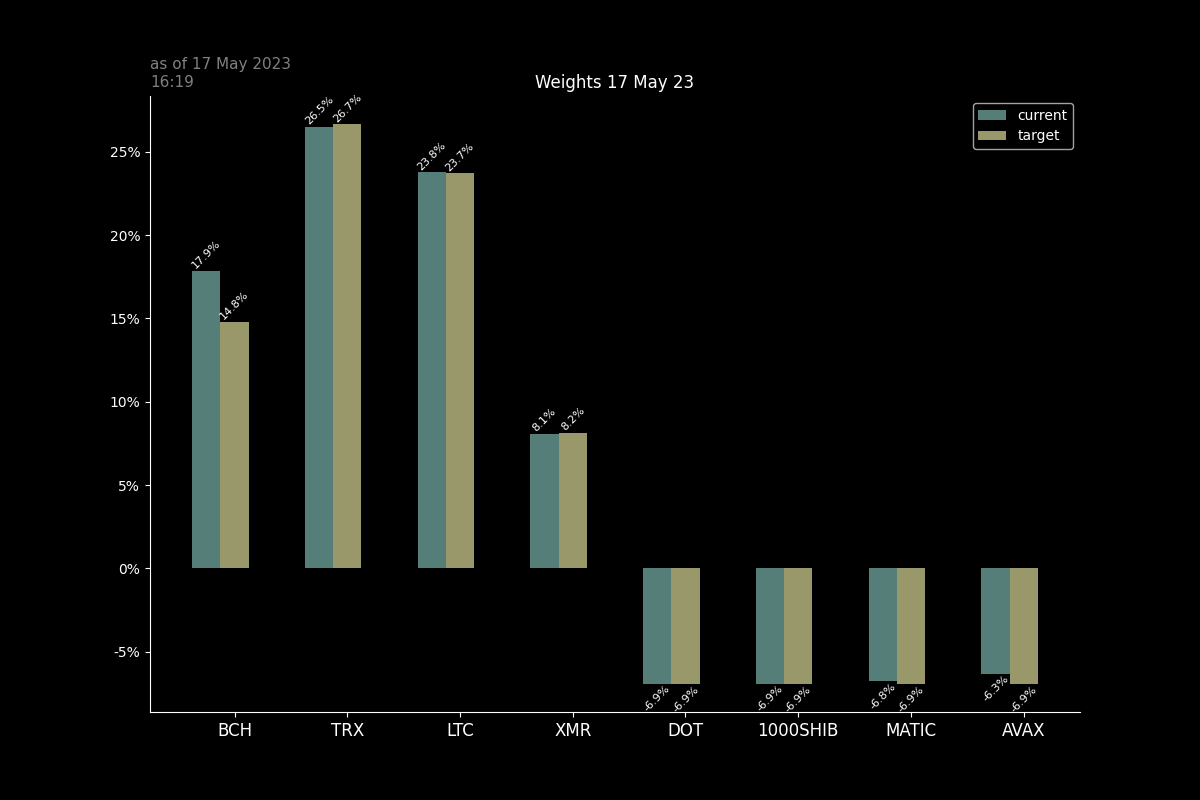 as of 17 May 2023
16:19
Weights 17 May 23
current
target
25%
20%
15%
10%
5%
0%
-5%
17.9%
14.8%
26.5%
26.7%
23.8%
23.7%
8.1%
8.2%
-6.9%
-6.9%
-6.9%
-6.9%
-6.8%
-6.9%
-6.3%
-6.9%
BCH
TRX
LTC
XMR
DOT
1000SHIB
MATIC
AVAX